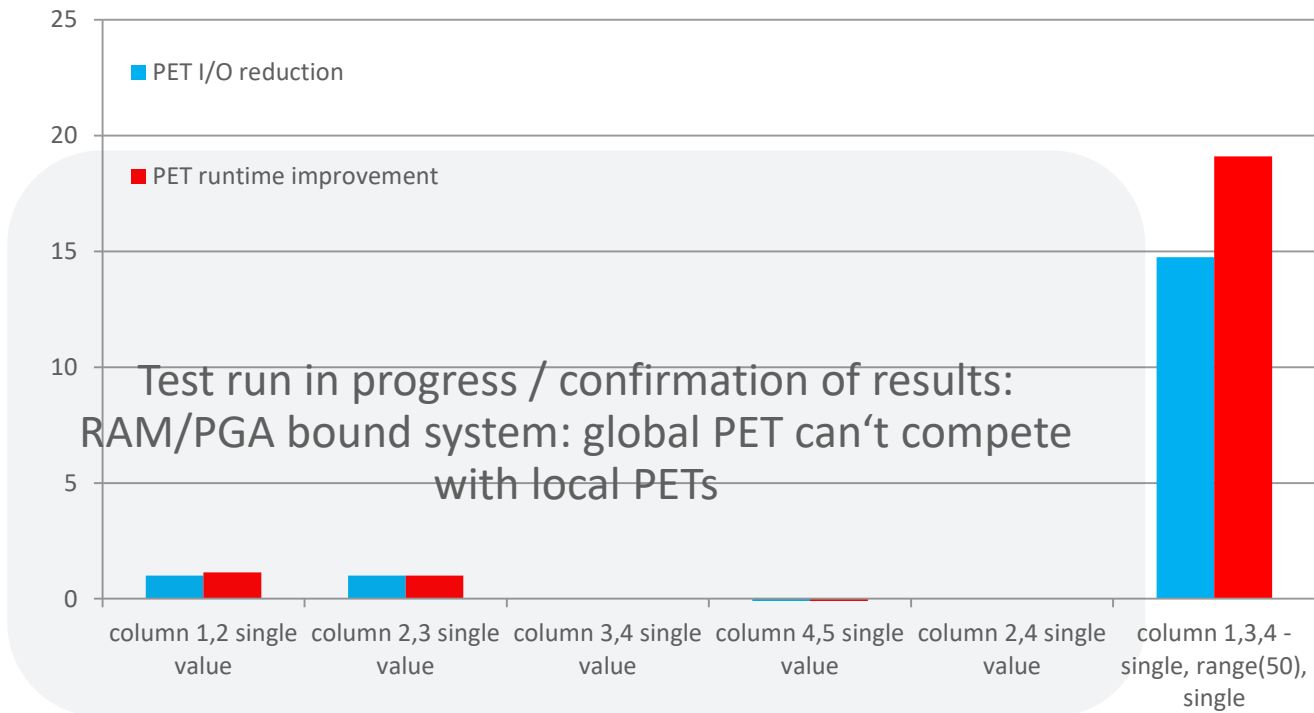 25
PET I/O reduction
20
PET runtime improvement
15
10
Test run in progress / confirmation of results:
RAM/PGA bound system: global PET can‘t compete
with local PETs
5
0
column 1,2 single
value
column 2,3 single
value
column 3,4 single
value
column 4,5 single
value
column 2,4 single
value
column 1,3,4 -
single, range(50),
single